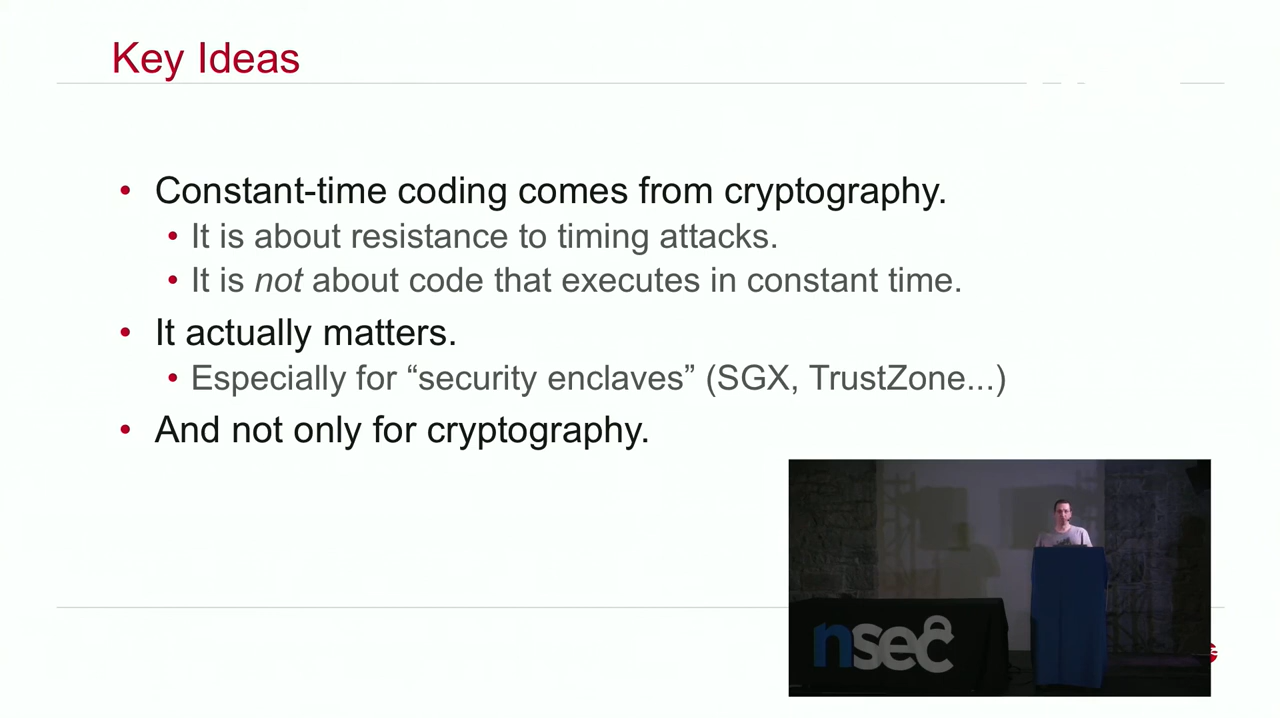 Key Ideas
• Constant-time coding comes from cryptography.
• It is about resistance to timing attacks.
• It is not about code that executes in constant time.
• It actually matters.
• Especially for “security enclaves” (SGX, TrustZone...)
• And not only for cryptography.
nsec